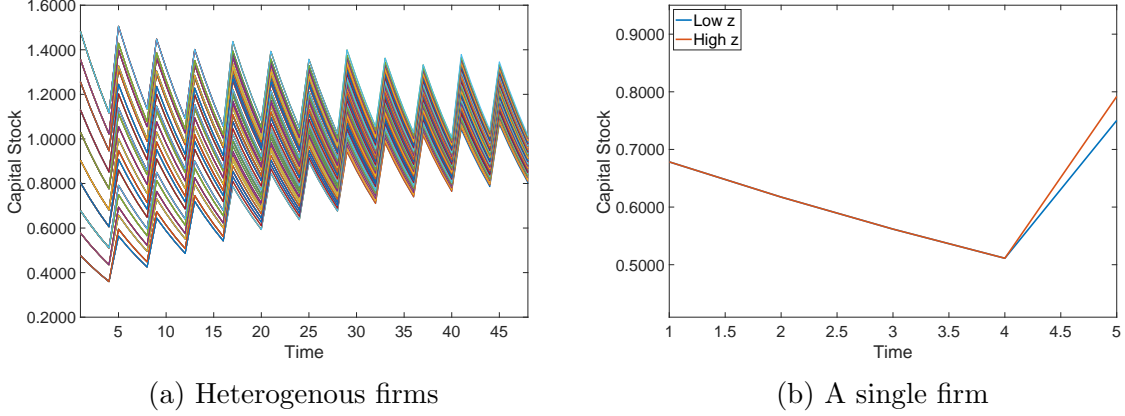 1.6000
1.4000
1.2000
1.0000
0.8000
0.6000
0.4000
0.2000
Capital Stock
5 10 15 20 25 30 35 40 45
Time
(a) Heterogenous firms
Low z
High z
0.9000
0.8000
0.7000
0.6000
0.5000
Capital Stock
1 1.5 2 2.5 3 3.5 4 4.5 5
Time
(b) A single firm